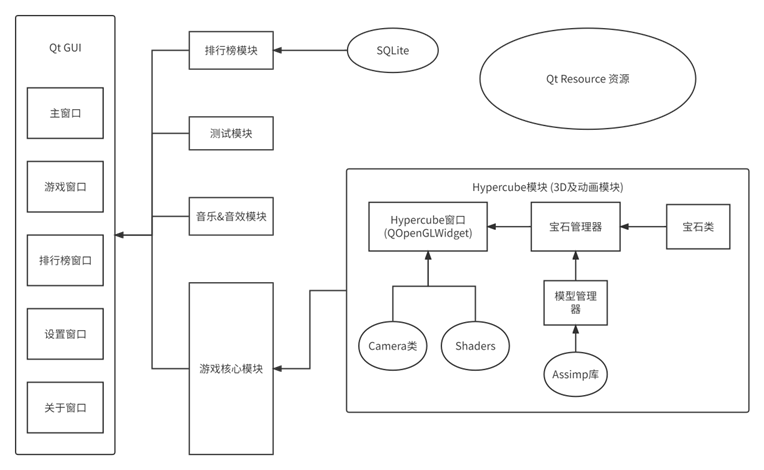 Qt GUI
主窗口
游戏窗口
排行榜窗口
设置窗口
关于窗口
排行榜模块
测试模块
音乐&音效模块
游戏核心模块
SQLite
Qt Resource 资源
Hypercube模块 (3D及动画模块)
Hypercube窗口
(QOpenGLWidget)
宝石管理器
宝石类
模型管理
器
Camera类
Shaders
Assimp库